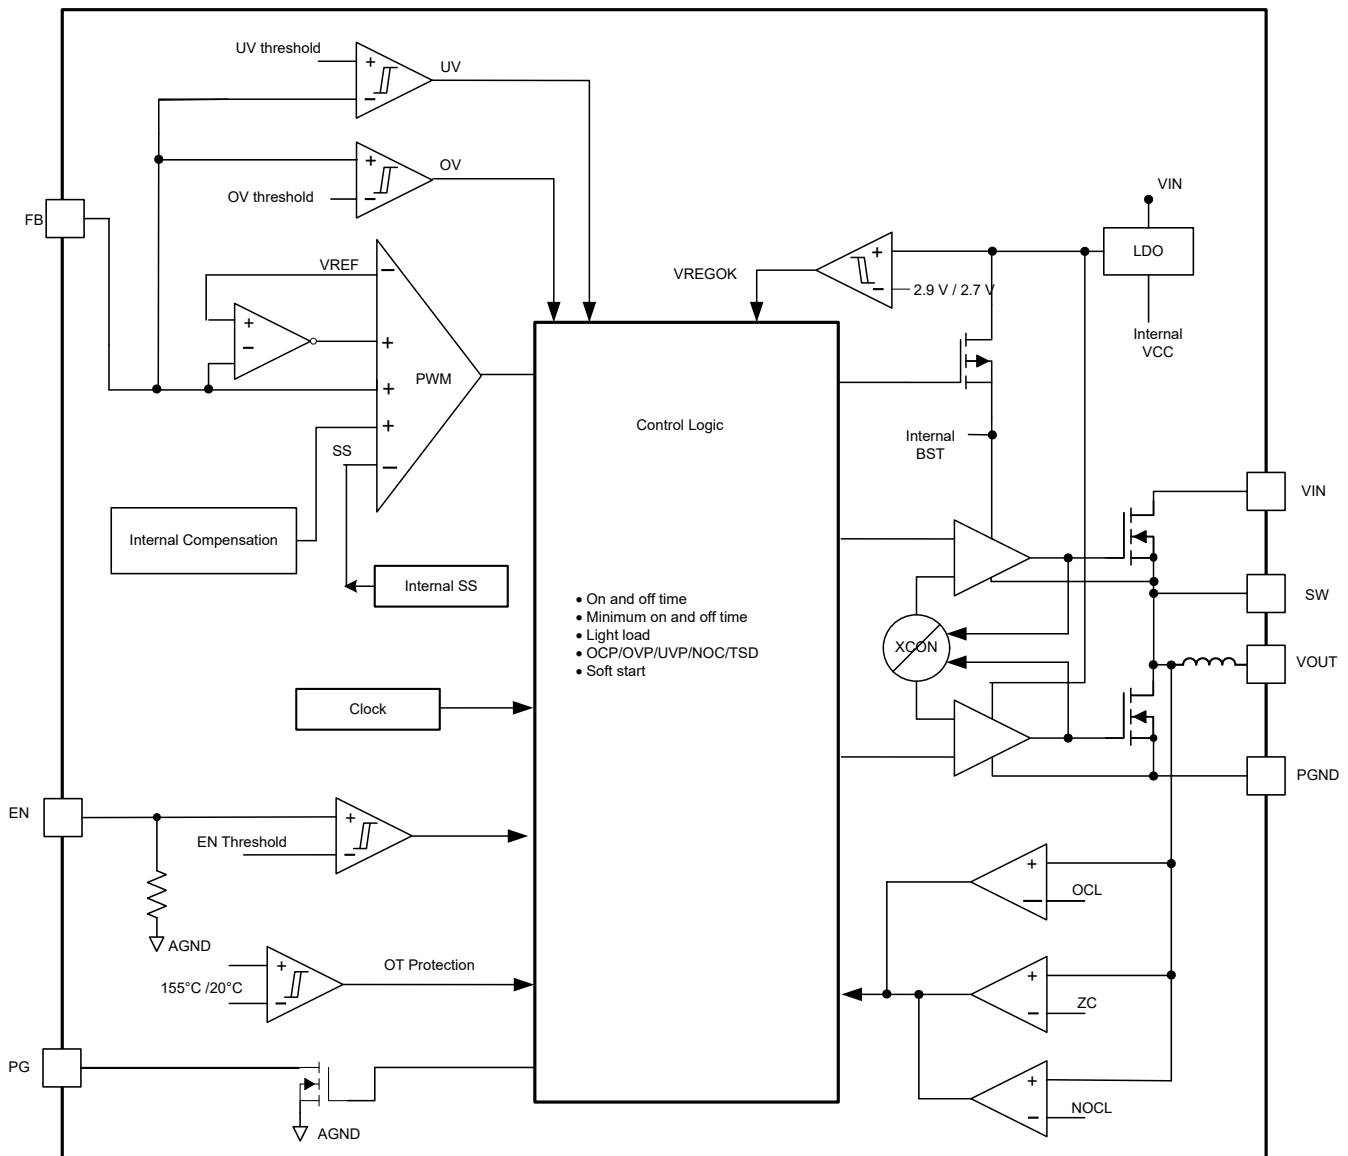 UV threshold
+
−
UV
+
−
OV
OV threshold
FB
VREF
−
+
−
+
PWM
+
+
SS
−
Internal Compensation
Internal SS
VREGOK
+
−
2.9 V / 2.7 V
VIN
LDO
Internal
VCC
Control Logic
Internal
BST
• On and off time
• Minimum on and off time
• Light load
• OCP/OVP/UVP/NOC/TSD
• Soft start
XCON
VIN
SW
VOUT
PGND
Clock
EN
+
−
EN Threshold
AGND
+
−
155°C /20°C
OT Protection
PG
AGND
+
−
OCL
+
−
ZC
+
−
NOCL